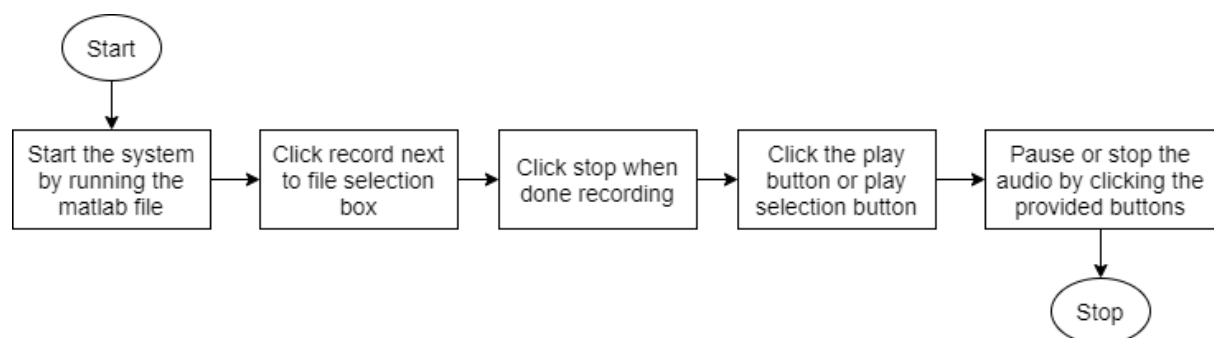 Start
Start the system
by running the
matlab file
Click record next
to file selection
box
Click stop when
done recording
Click the play
button or play
selection button
Pause or stop the
audio by clicking the
provided buttons
Stop